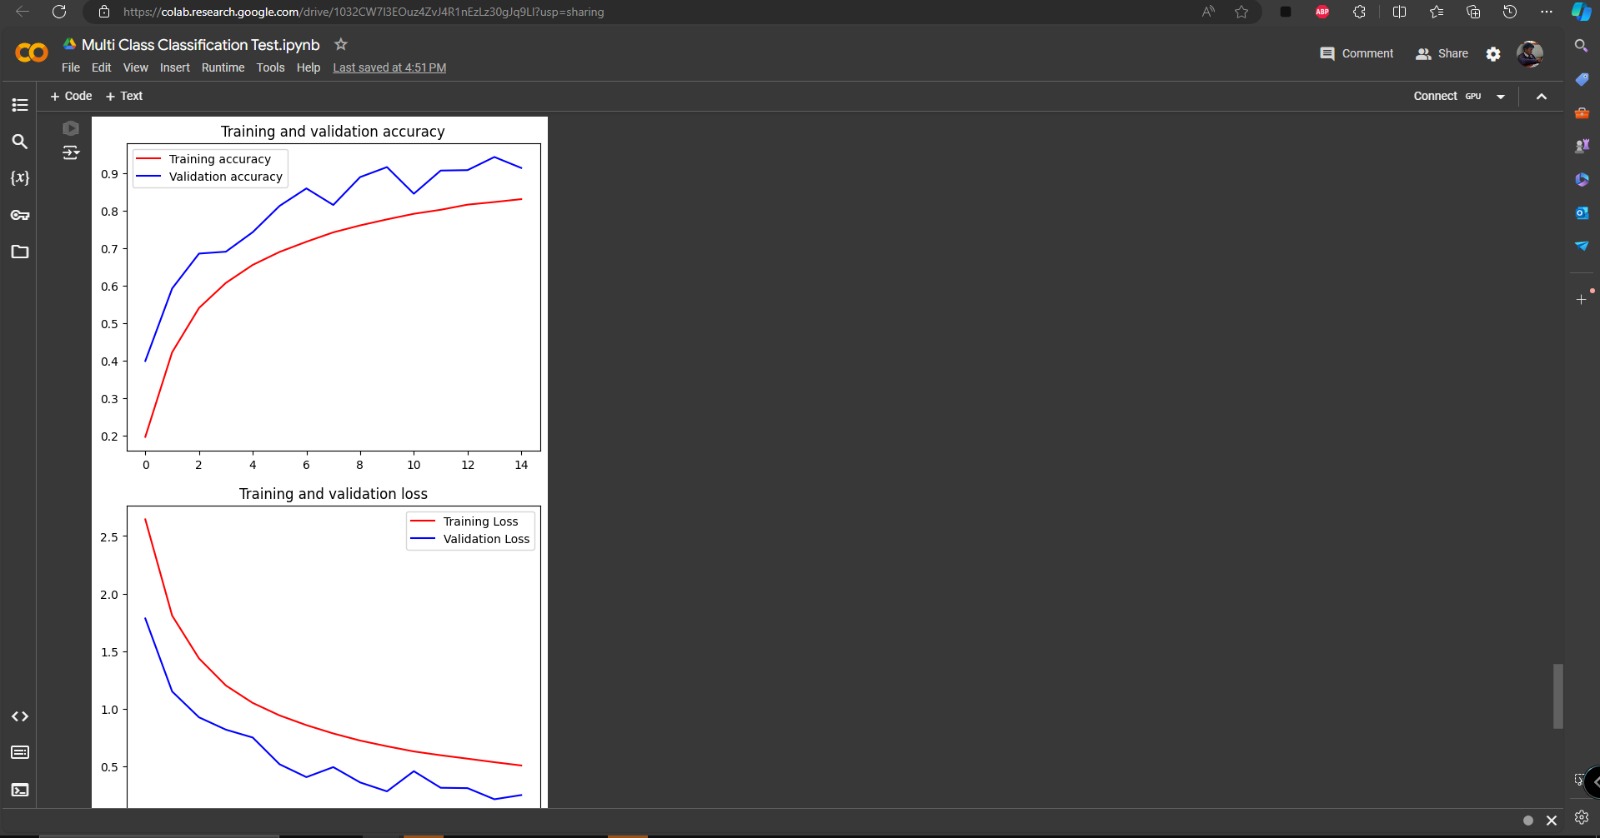 https://colab.research.google.com/drive/1032CW7I3EOuz4ZvJ4R1nEzLz30gJq9LI?usp=sharing
ABP
CO
Multi Class Classification Test.ipynb
File Edit View Insert Runtime Tools Help Last saved at 4:51 PM
Comment Share
+ Code + Text
Connect GPU
{x}
Training and validation accuracy
Training accuracy
Validation accuracy
0.9
0.8
0.7
0.6
0.5
0.4
0.3
0.2
0 2 4 6 8 10 12 14
Training and validation loss
Training Loss
Validation Loss
2.5
2.0
1.5
1.0
0.5